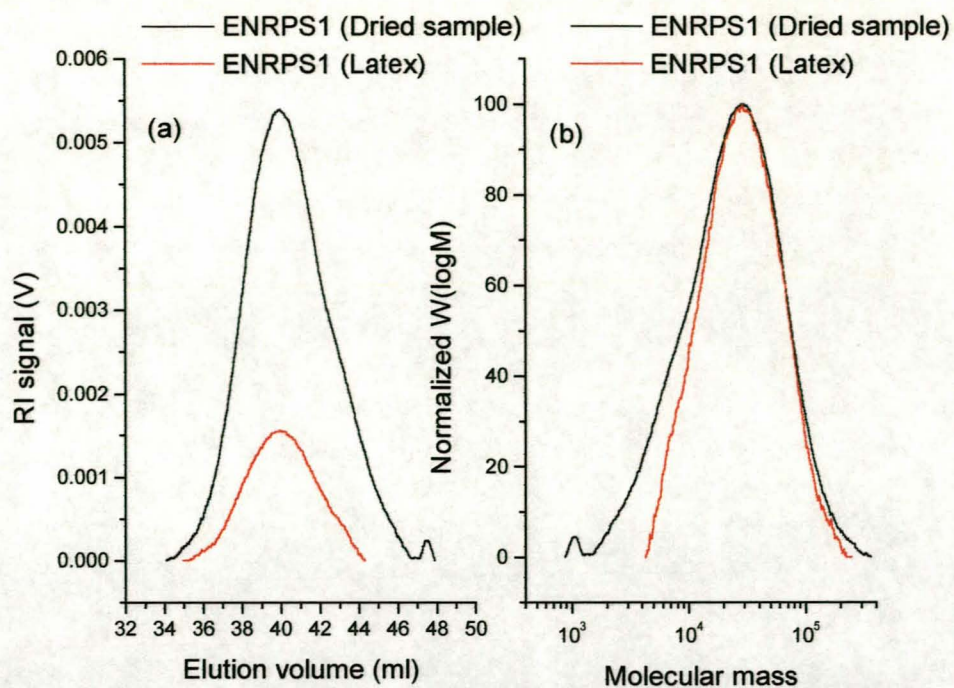 ENRPS1 (Dried sample)
ENRPS1 (Latex)
(a)
RI signal (V)
0.006
0.005
0.004
0.003
0.002
0.001
0.000
32 34 36 38 40 42 44 46 48 50
Elution volume (ml)
ENRPS1 (Dried sample)
ENRPS1 (Latex)
(b)
Normalized W(logM)
100
80
60
40
20
0
10³ 10⁴ 10⁵
Molecular mass